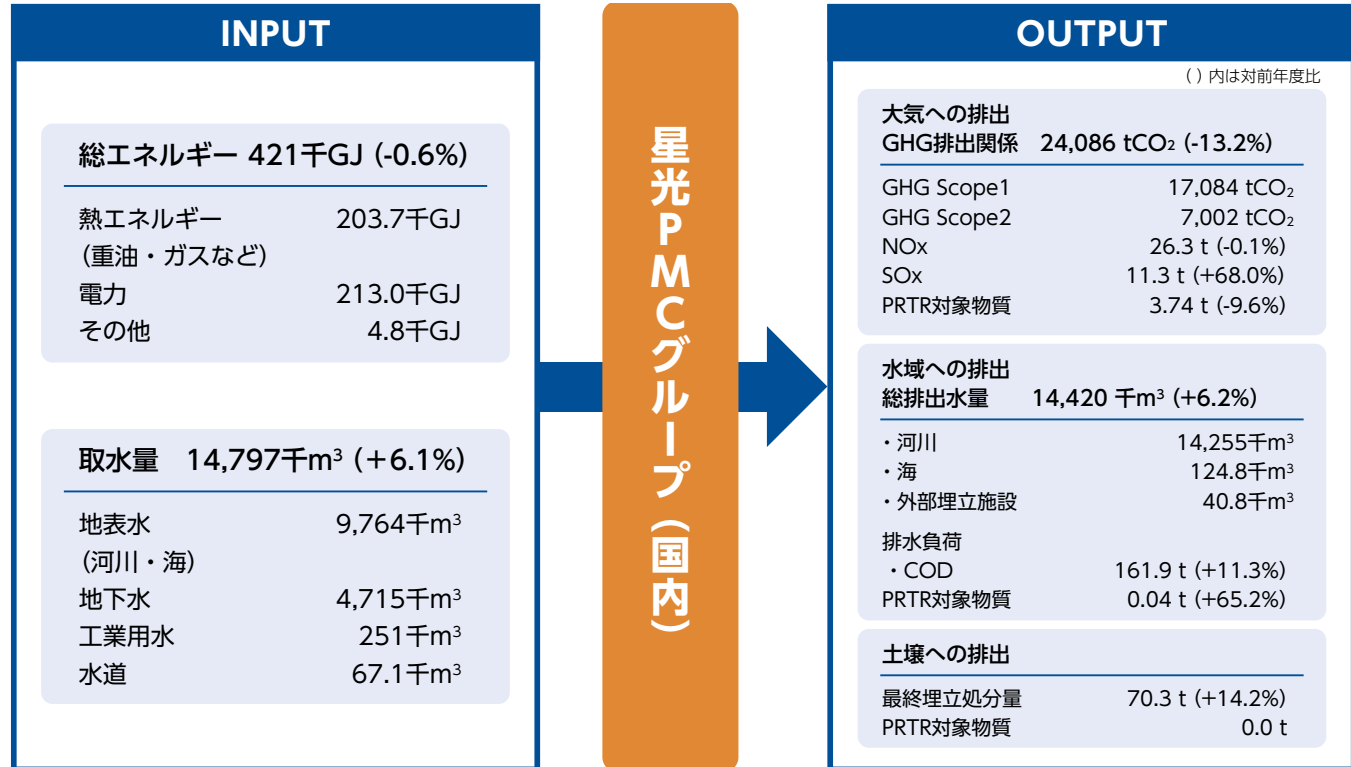 INPUT
総エネルギー 421千GJ (-0.6%)
熱エネルギー 203.7千GJ
(重油・ガスなど)
電力 213.0千GJ
その他 4.8千GJ
取水量 14,797千m³ (+6.1%)
地表水 9,764千m³
(河川・海)
地下水 4,715千m³
工業用水 251千m³
水道 67.1千m³
星光PMCグループ(国内)
OUTPUT
( ) 内は対前年度比
大気への排出
GHG排出関係 24,086 tCO₂ (-13.2%)
GHG Scope1 17,084 tCO₂
GHG Scope2 7,002 tCO₂
NOx 26.3 t (-0.1%)
SOx 11.3 t (+68.0%)
PRTR対象物質 3.74 t (-9.6%)
水域への排出
総排出水量 14,420 千m³ (+6.2%)
・河川 14,255千m³
・海 124.8千m³
・外部埋立施設 40.8千m³
排水負荷
・COD 161.9 t (+11.3%)
PRTR対象物質 0.04 t (+65.2%)
土壌への排出
最終埋立処分量 70.3 t (+14.2%)
PRTR対象物質 0.0 t